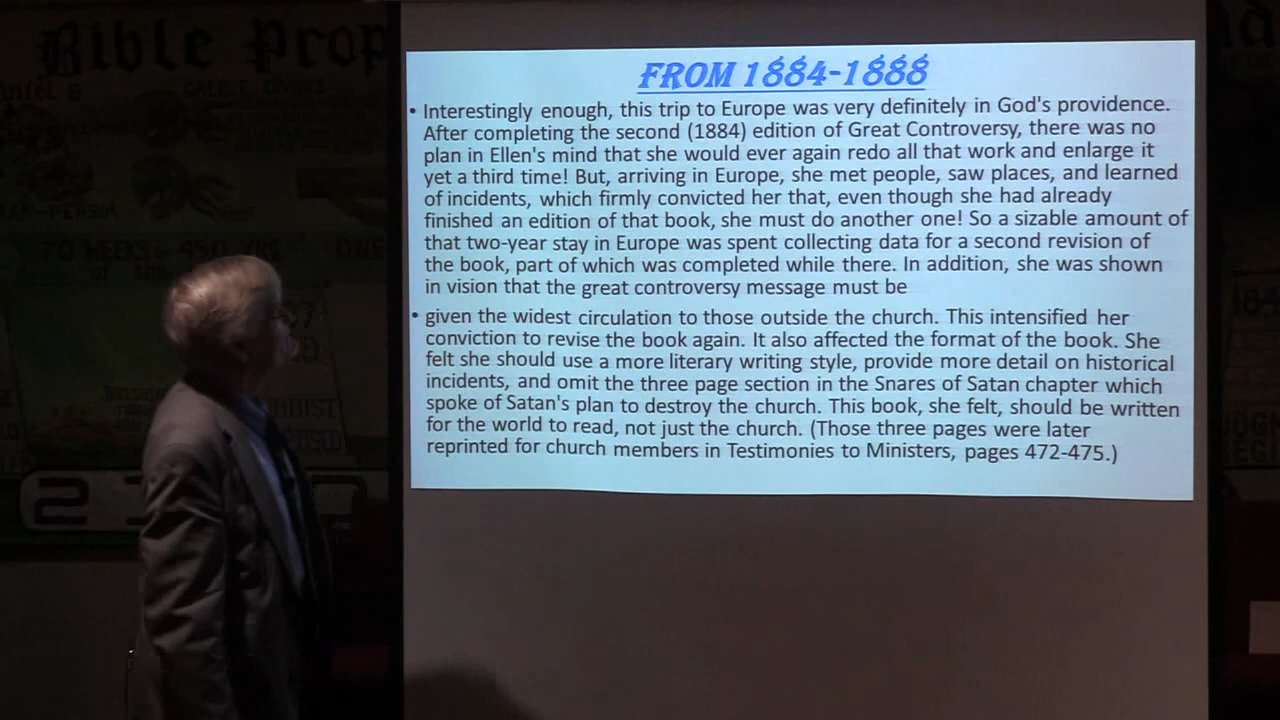 Bible Prop
FROM 1884-1888
• Interestingly enough, this trip to Europe was very definitely in God's providence.
After completing the second (1884) edition of Great Controversy, there was no
plan in Ellen's mind that she would ever again redo all that work and enlarge it
yet a third time! But, arriving in Europe, she met people, saw places, and learned
of incidents, which firmly convicted her that, even though she had already
finished an edition of that book, she must do another one! So a sizable amount of
that two-year stay in Europe was spent collecting data for a second revision of
the book, part of which was completed while there. In addition, she was shown
in vision that the great controversy message must be
• given the widest circulation to those outside the church. This intensified her
conviction to revise the book again. It also affected the format of the book. She
felt she should use a more literary writing style, provide more detail on historical
incidents, and omit the three page section in the Snares of Satan chapter which
spoke of Satan's plan to destroy the church. This book, she felt, should be written
for the world to read, not just the church. (Those three pages were later
reprinted for church members in Testimonies to Ministers, pages 472-475.)
70 WEEKS